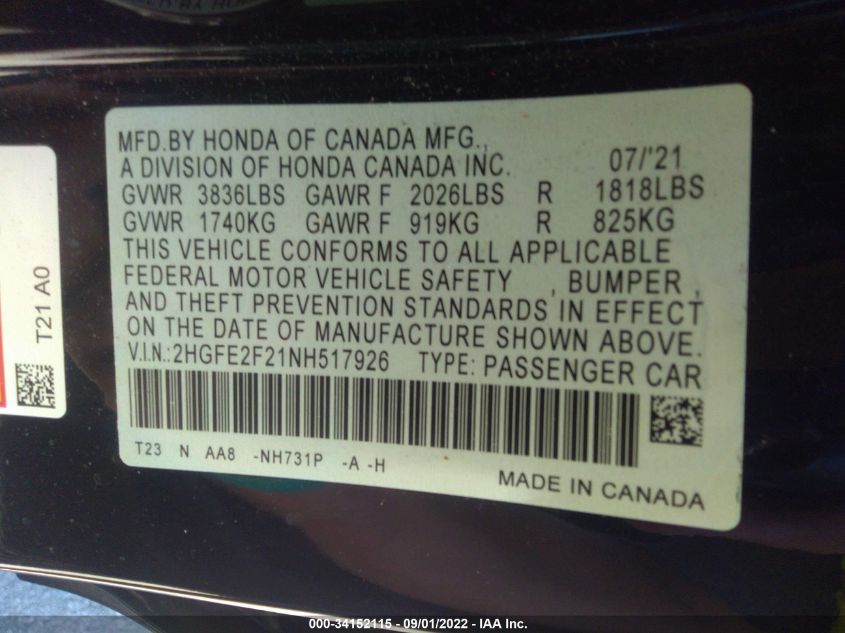 MFD.BY HONDA OF CANADA MFG.,
A DIVISION OF HONDA CANADA INC. 07/'21
GVWR 3836LBS GAWR F 2026LBS R 1818LBS
GVWR 1740KG GAWR F 919KG R 825KG
THIS VEHICLE CONFORMS TO ALL APPLICABLE
FEDERAL MOTOR VEHICLE SAFETY , BUMPER ,
AND THEFT PREVENTION STANDARDS IN EFFECT
ON THE DATE OF MANUFACTURE SHOWN ABOVE.
V.I.N.:2HGFE2F21NH517926 TYPE: PASSENGER CAR
T23 N AA8 -NH731P -A -H
MADE IN CANADA
T21 A0
000-34152115 - 09/01/2022 - IAA Inc.